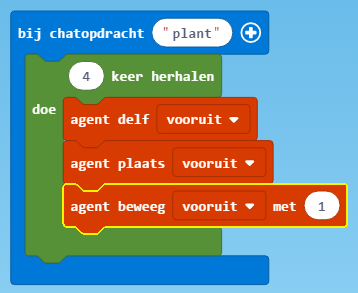 bij chatopdracht "plant"
4 keer herhalen
doe
agent delf vooruit
agent plaats vooruit
agent beweeg vooruit met 1